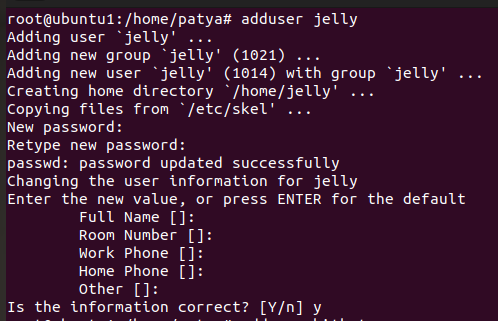 root@ubuntu1:/home/patya# adduser jelly
Adding user `jelly' ...
Adding new group `jelly' (1021) ...
Adding new user `jelly' (1014) with group `jelly' ...
Creating home directory `/home/jelly' ...
Copying files from `/etc/skel' ...
New password:
Retype new password:
passwd: password updated successfully
Changing the user information for jelly
Enter the new value, or press ENTER for the default
        Full Name []:
        Room Number []:
        Work Phone []:
        Home Phone []:
        Other []:
Is the information correct? [Y/n] y